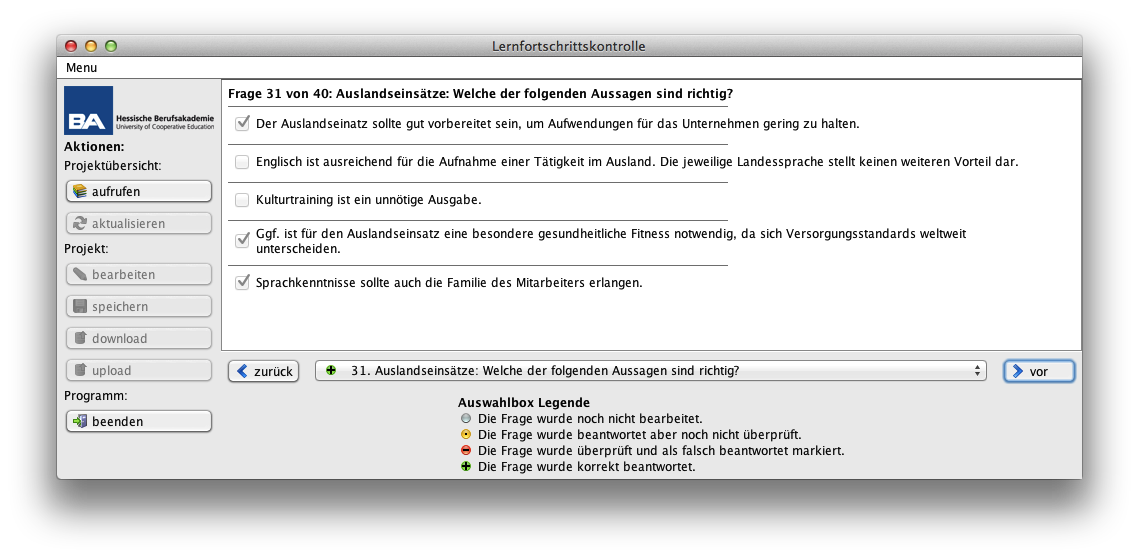 Lernfortschrittskontrolle
Menu
BA Hessische Berufsakademie
University of Cooperative Education
Aktionen:
Projektübersicht:
aufrufen
aktualisieren
Projekt:
bearbeiten
speichern
download
upload
Programm:
beenden
Frage 31 von 40: Auslandseinsätze: Welche der folgenden Aussagen sind richtig?
Der Auslandseinatz sollte gut vorbereitet sein, um Aufwendungen für das Unternehmen gering zu halten.
Englisch ist ausreichend für die Aufnahme einer Tätigkeit im Ausland. Die jeweilige Landessprache stellt keinen weiteren Vorteil dar.
Kulturtraining ist ein unnötige Ausgabe.
Ggf. ist für den Auslandseinsatz eine besondere gesundheitliche Fitness notwendig, da sich Versorgungsstandards weltweit
unterscheiden.
Sprachkenntnisse sollte auch die Familie des Mitarbeiters erlangen.
zurück
31. Auslandseinsätze: Welche der folgenden Aussagen sind richtig?
vor
Auswahlbox Legende
Die Frage wurde noch nicht bearbeitet.
Die Frage wurde beantwortet aber noch nicht überprüft.
Die Frage wurde überprüft und als falsch beantwortet markiert.
Die Frage wurde korrekt beantwortet.